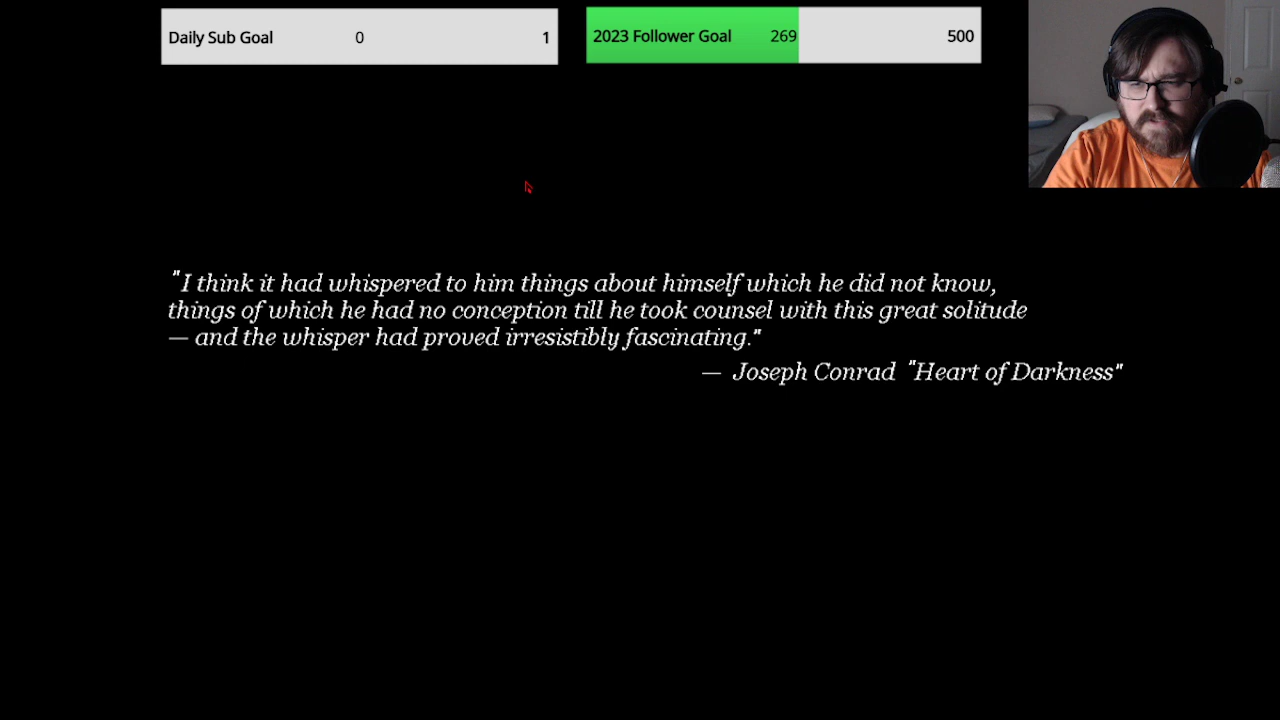 Daily Sub Goal 0 1
2023 Follower Goal 269 500
"I think it had whispered to him things about himself which he did not know,
things of which he had no conception till he took counsel with this great solitude
— and the whisper had proved irresistibly fascinating."
— Joseph Conrad "Heart of Darkness"